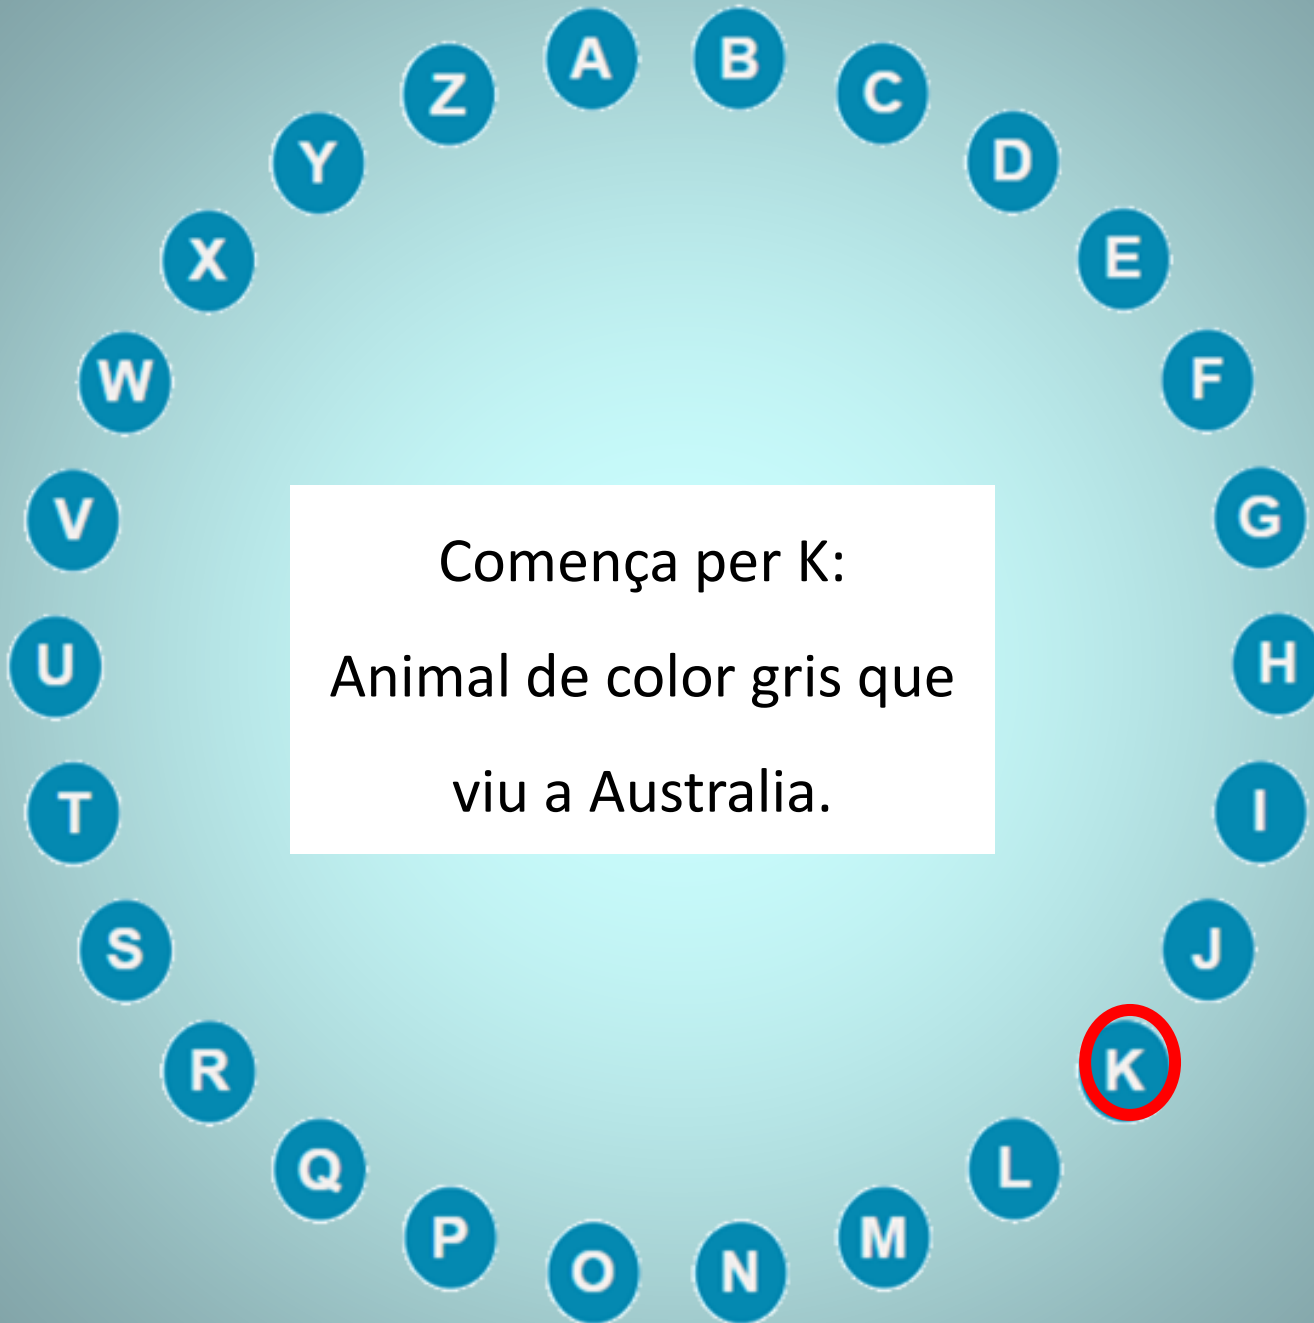 A
B
C
D
E
F
G
H
I
J
K
L
M
N
O
P
Q
R
S
T
U
V
W
X
Y
Z
Comença per K:
Animal de color gris que
viu a Australia.